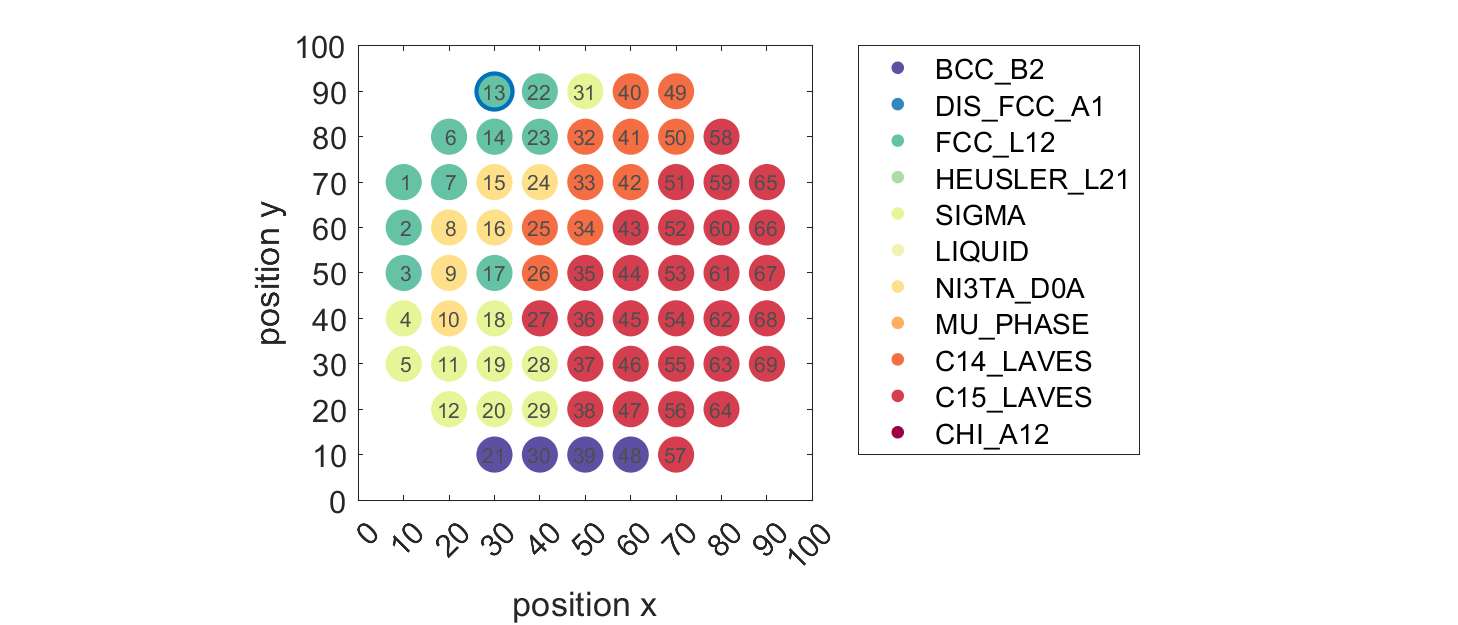 100
90
13 22 31 40 49
80
6 14 23 32 41 50 58
70
1 7 15 24 33 42 51 59 65
60
2 8 16 25 34 43 52 60 66
50
3 9 17 26 35 44 53 61 67
40
4 10 18 27 36 45 54 62 68
30
5 11 19 28 37 46 55 63 69
20
12 20 29 38 47 56 64
10
21 30 39 48 57
0
position y
0 10 20 30 40 50 60 70 80 90 100
position x
BCC_B2
DIS_FCC_A1
FCC_L12
HEUSLER_L21
SIGMA
LIQUID
NI3TA_D0A
MU_PHASE
C14_LAVES
C15_LAVES
CHI_A12